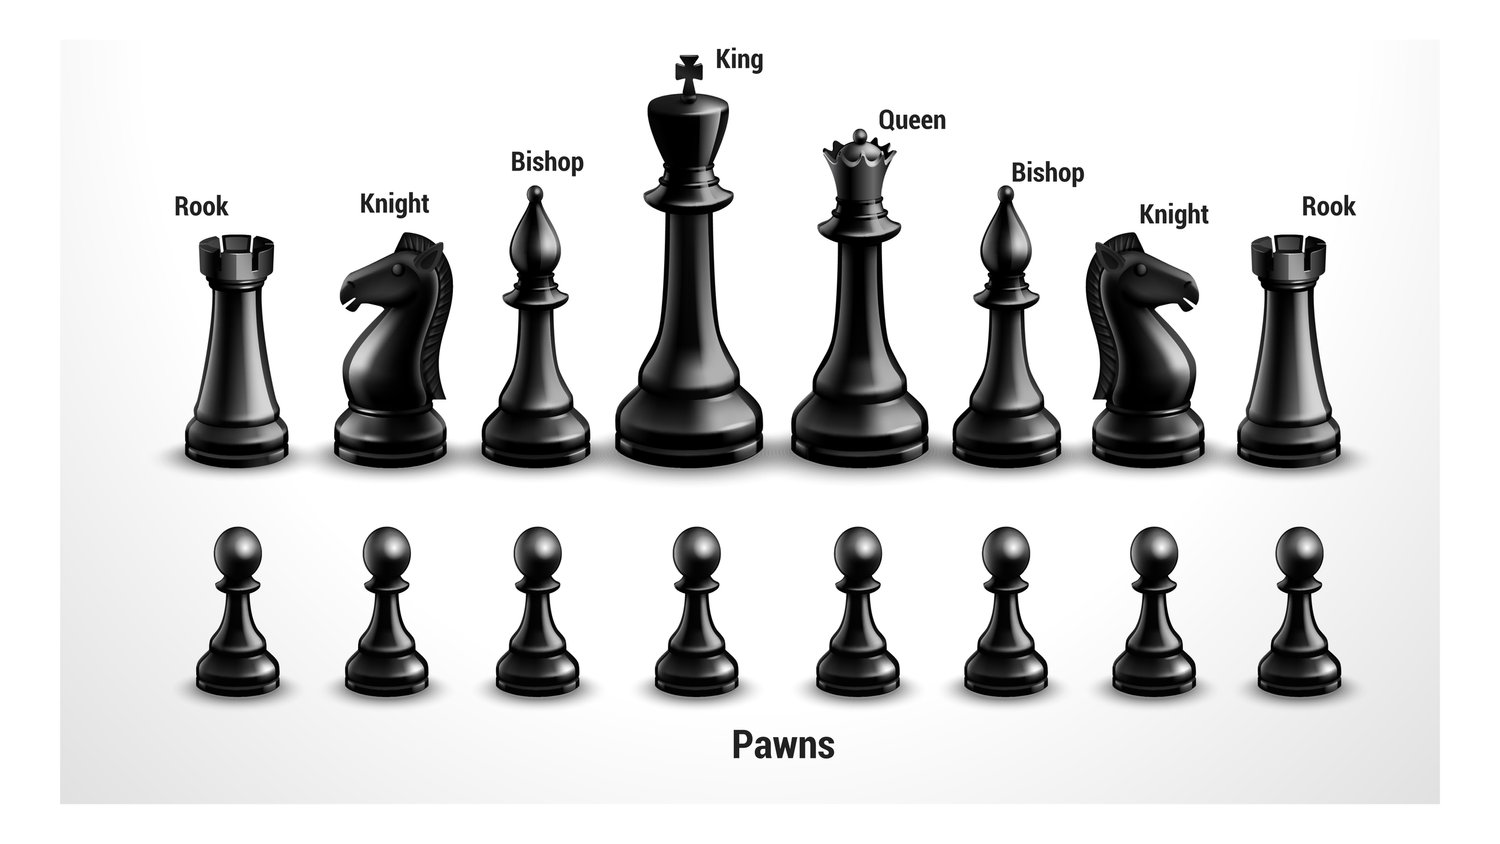 King
Queen
Bishop
Bishop
Rook
Knight
Knight
Rook
Pawns